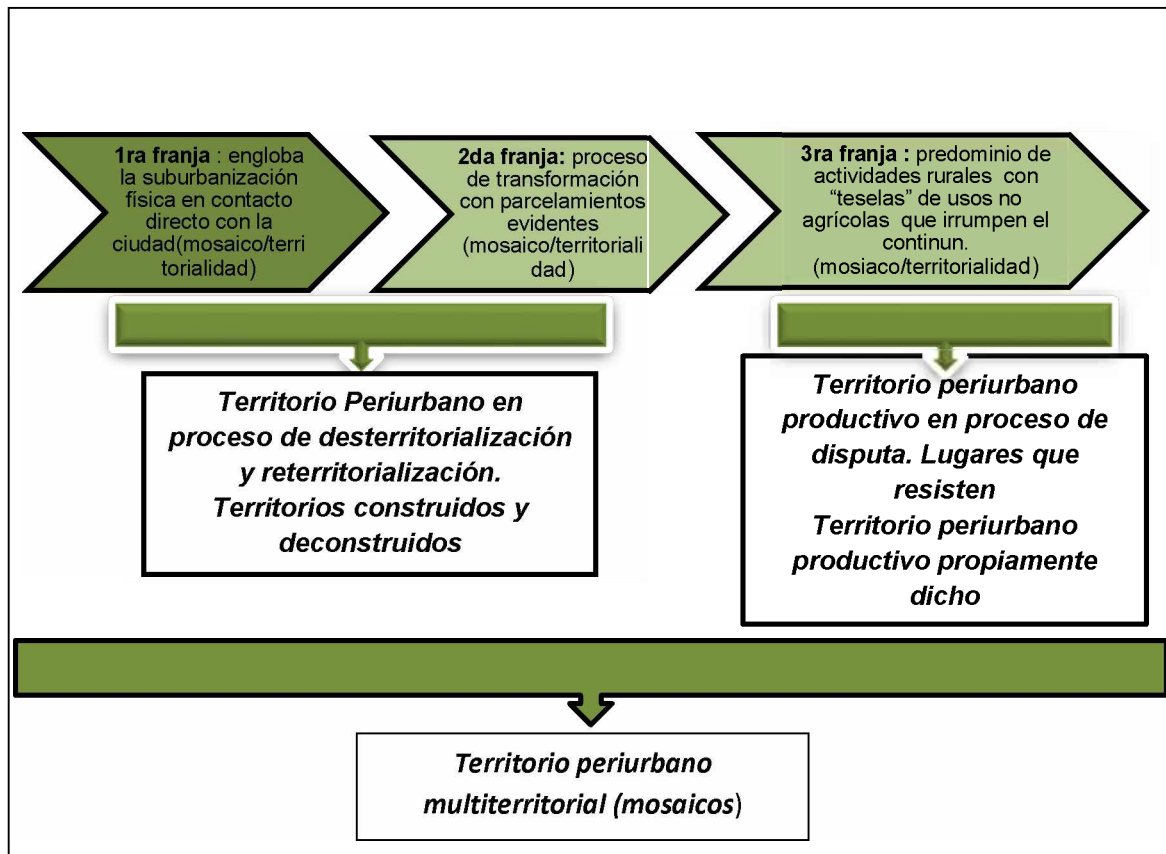 1ra franja : engloba
la suburbanización
física en contacto
directo con la
ciudad(mosaico/terri
torialidad)
2da franja: proceso
de transformación
con parcelamientos
evidentes
(mosaico/territoriali
dad)
3ra franja : predominio de
actividades rurales con
“teselas” de usos no
agrícolas que irrumpen el
continun.
(mosiaco/territorialidad)
Territorio Periurbano en
proceso de desterritorialización
y reterritorialización.
Territorios construidos y
deconstruidos
Territorio periurbano
productivo en proceso de
disputa. Lugares que
resisten
Territorio periurbano
productivo propiamente
dicho
Territorio periurbano
multiterritorial (mosaicos)